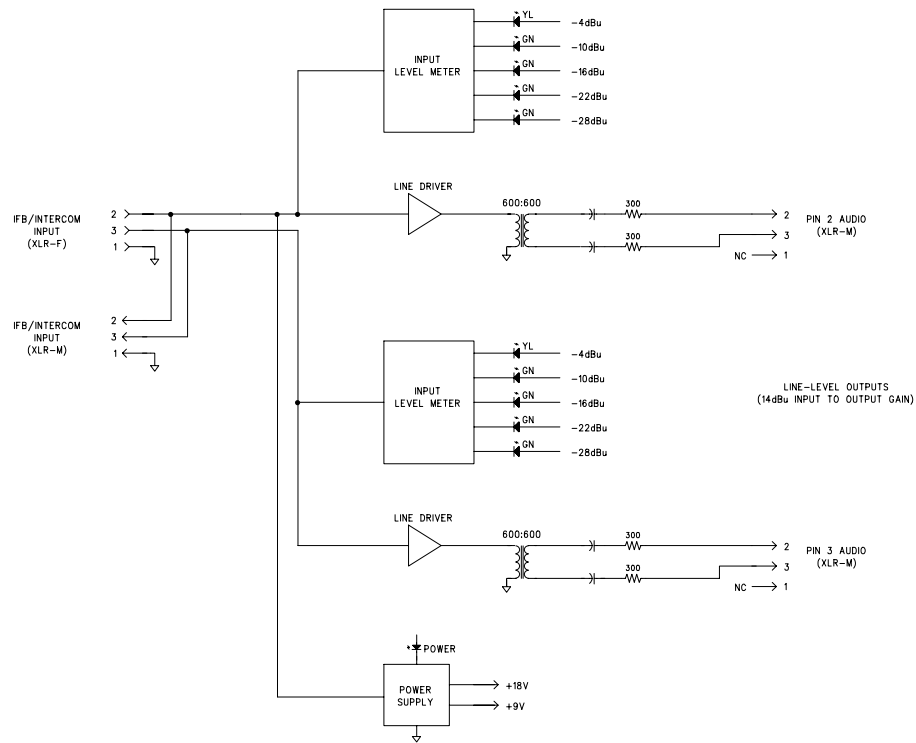 YL
-4dBu
GN
-10dBu
INPUT
LEVEL METER
GN
-16dBu
GN
-22dBu
GN
-28dBu
LINE DRIVER
600:600
300
IFB/INTERCOM
INPUT
(XLR-F)
2
3
1
2
3
NC
1
PIN 2 AUDIO
(XLR-M)
300
IFB/INTERCOM
INPUT
(XLR-M)
2
3
1
YL
-4dBu
GN
-10dBu
INPUT
LEVEL METER
GN
-16dBu
GN
-22dBu
GN
-28dBu
LINE-LEVEL OUTPUTS
(14dBu INPUT TO OUTPUT GAIN)
LINE DRIVER
600:600
300
2
3
NC
1
PIN 3 AUDIO
(XLR-M)
300
POWER
POWER
SUPPLY
+18V
+9V